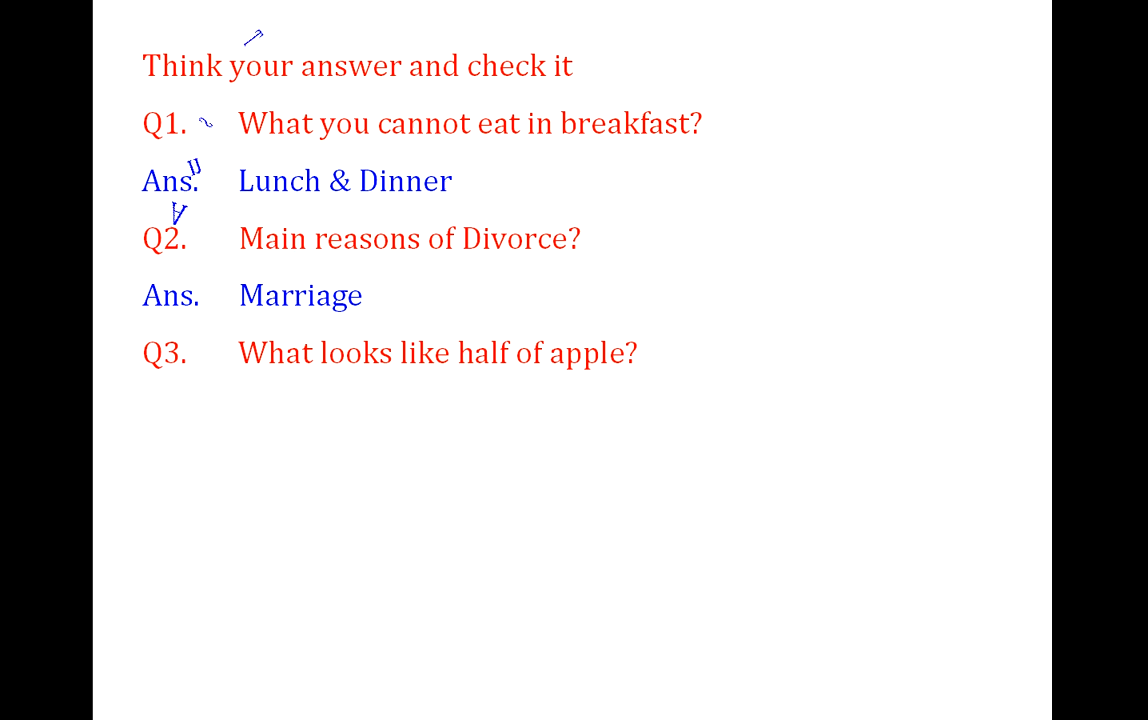 Think your answer and check it
Q1. What you cannot eat in breakfast?
Ans. Lunch & Dinner
Q2. Main reasons of Divorce?
Ans. Marriage
Q3. What looks like half of apple?